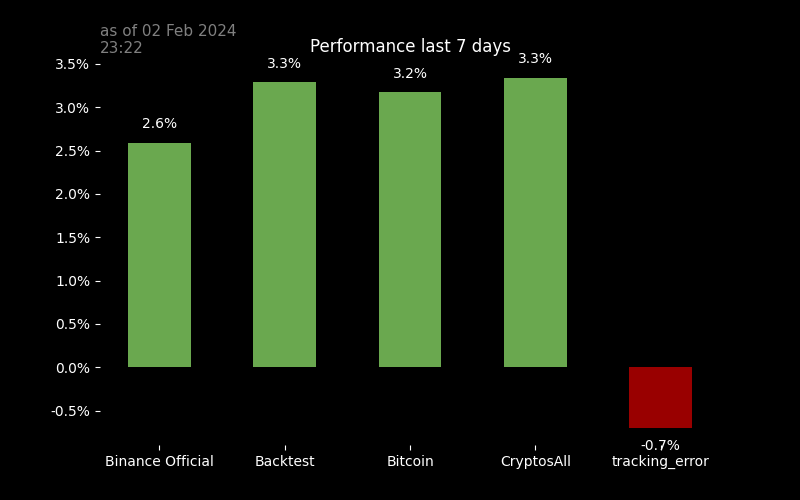 as of 02 Feb 2024
23:22
Performance last 7 days
3.5%
3.0%
2.5%
2.0%
1.5%
1.0%
0.5%
0.0%
-0.5%
2.6%
3.3%
3.2%
3.3%
-0.7%
Binance Official
Backtest
Bitcoin
CryptosAll
tracking_error